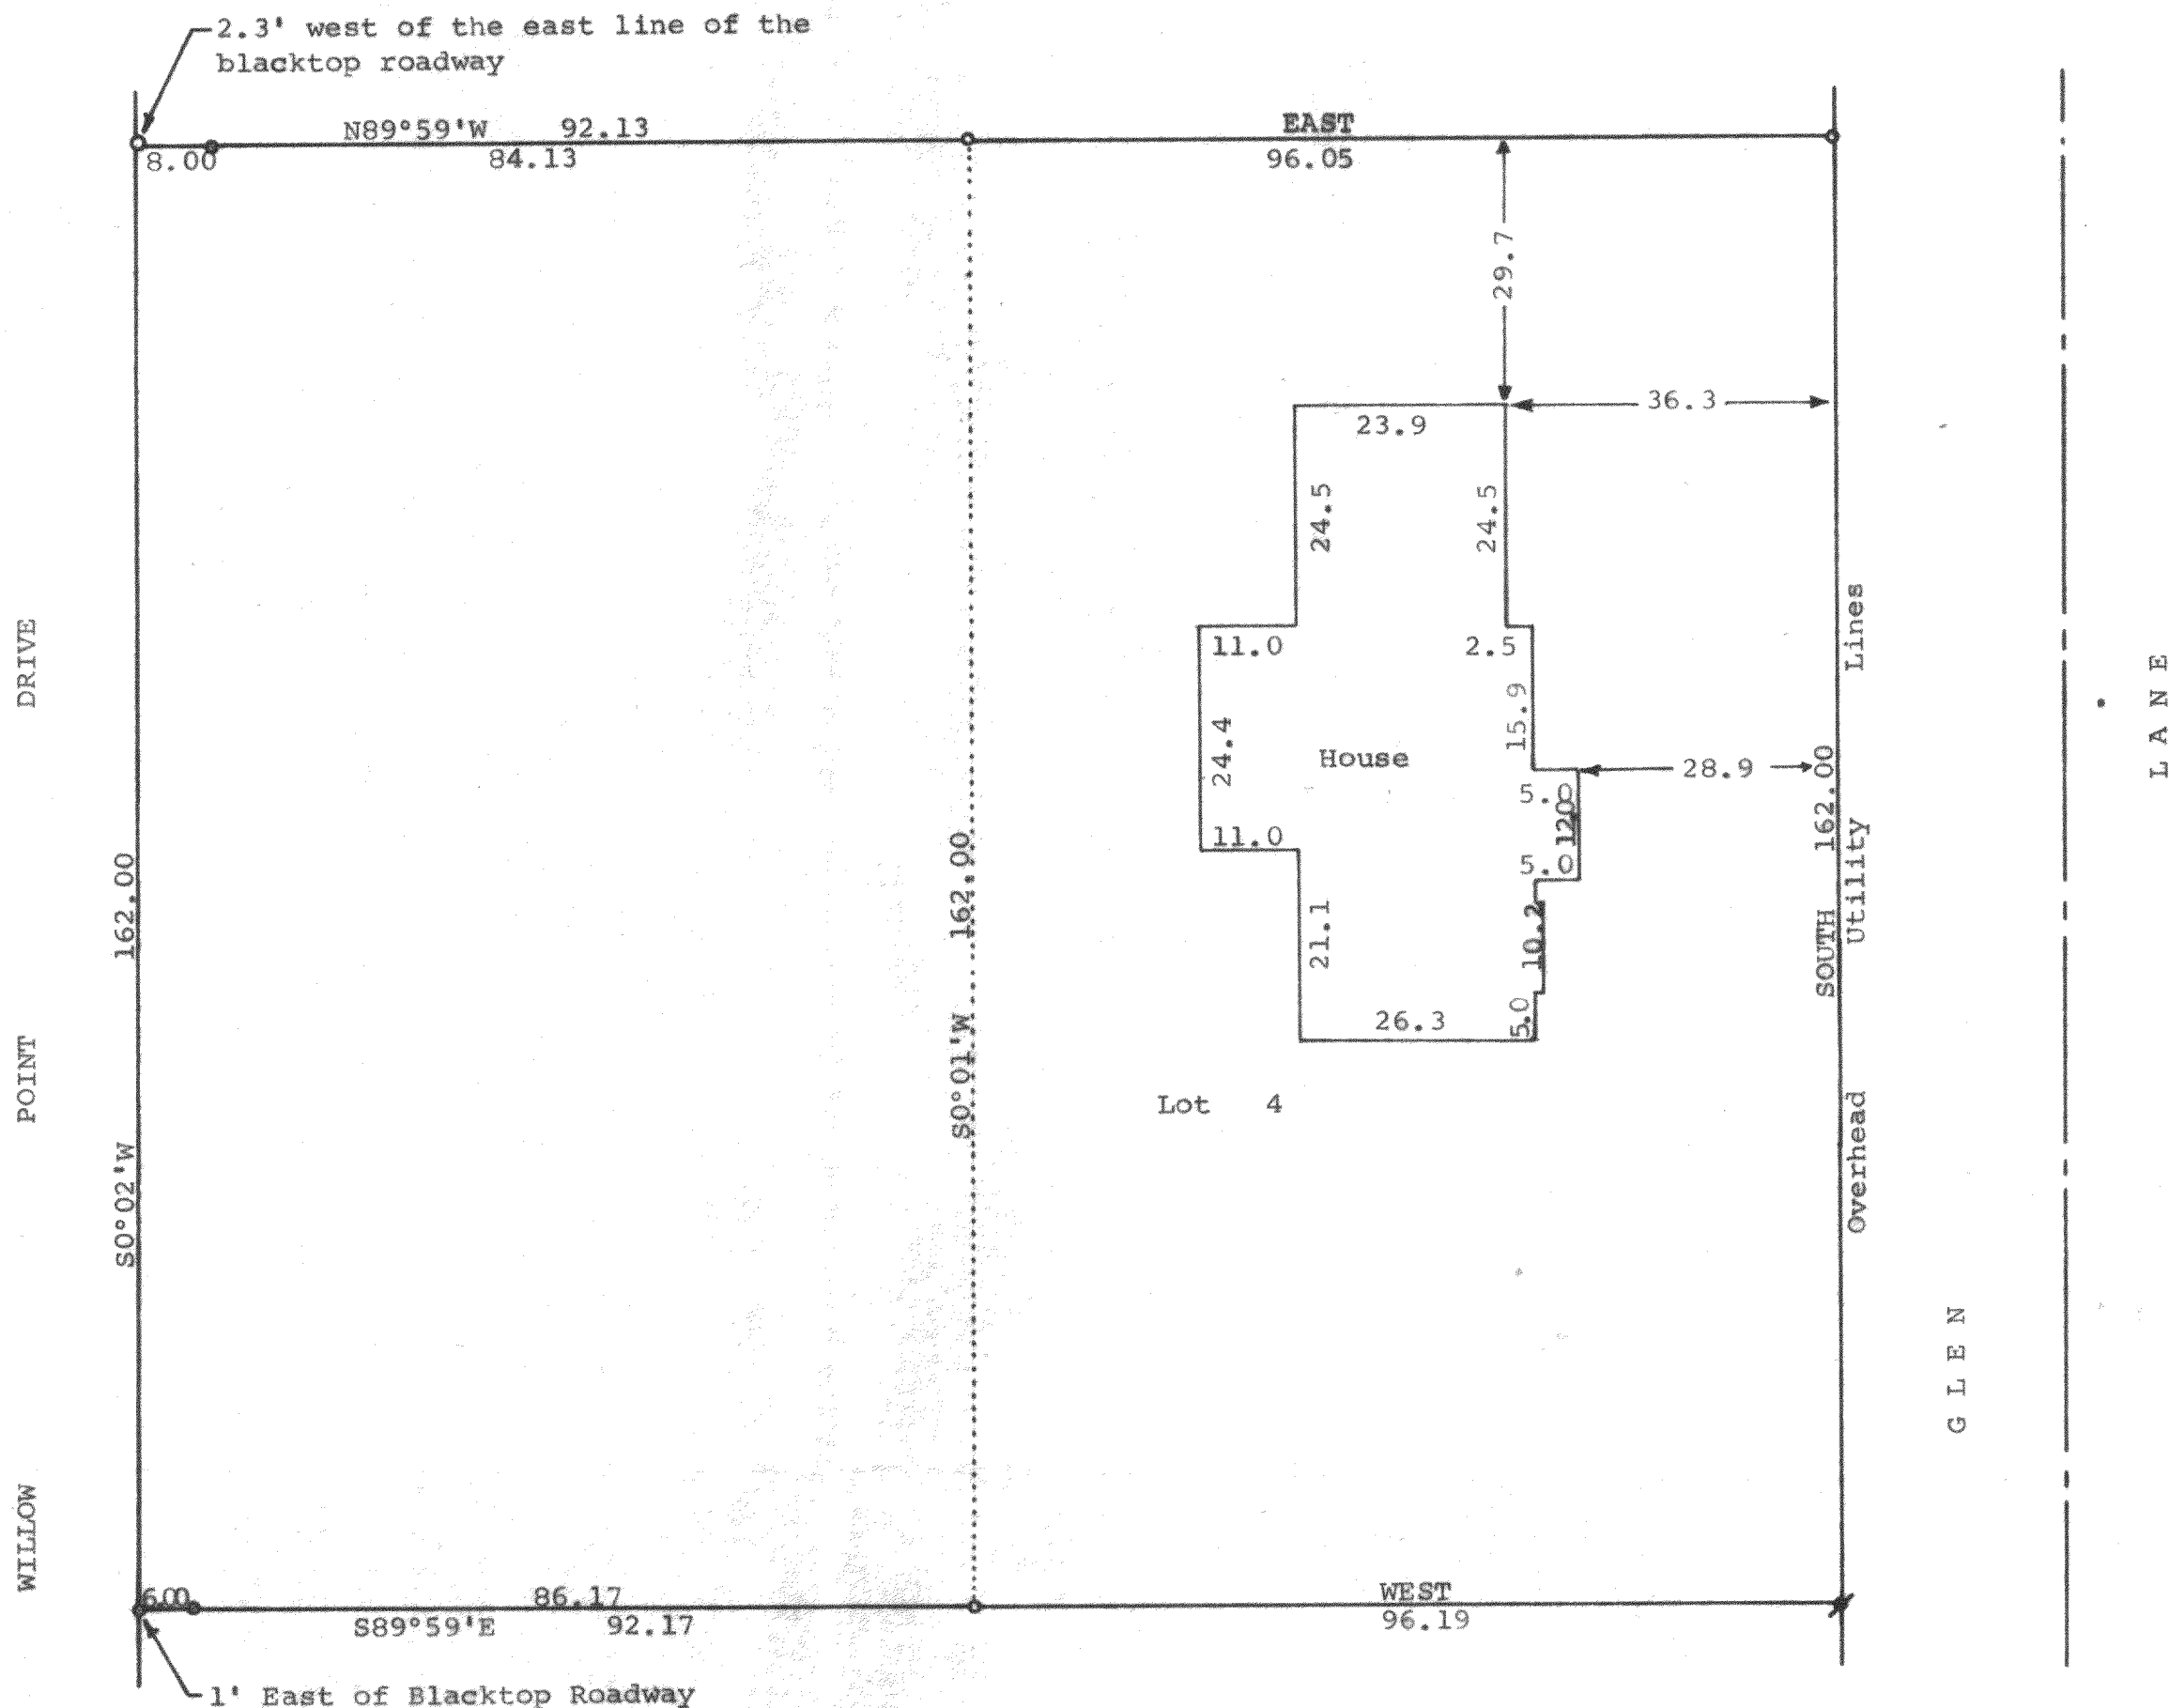 2.3' west of the east line of the
blacktop roadway
N89°59'W 92.13
8.00
84.13
EAST
96.05
29.7
36.3
23.9
24.5
24.5
11.0
2.5
15.9
24.4
House
28.9
5.0
12.0
11.0
5.0
21.1
10.2
26.3
5.0
Lot 4
WILLOW POINT DRIVE
S0°02'W 162.00
S0°01'W 162.00
SOUTH 162.00
Overhead Utility Lines
GLEN LANE
6.00
86.17
S89°59'E 92.17
WEST
96.19
1' East of Blacktop Roadway